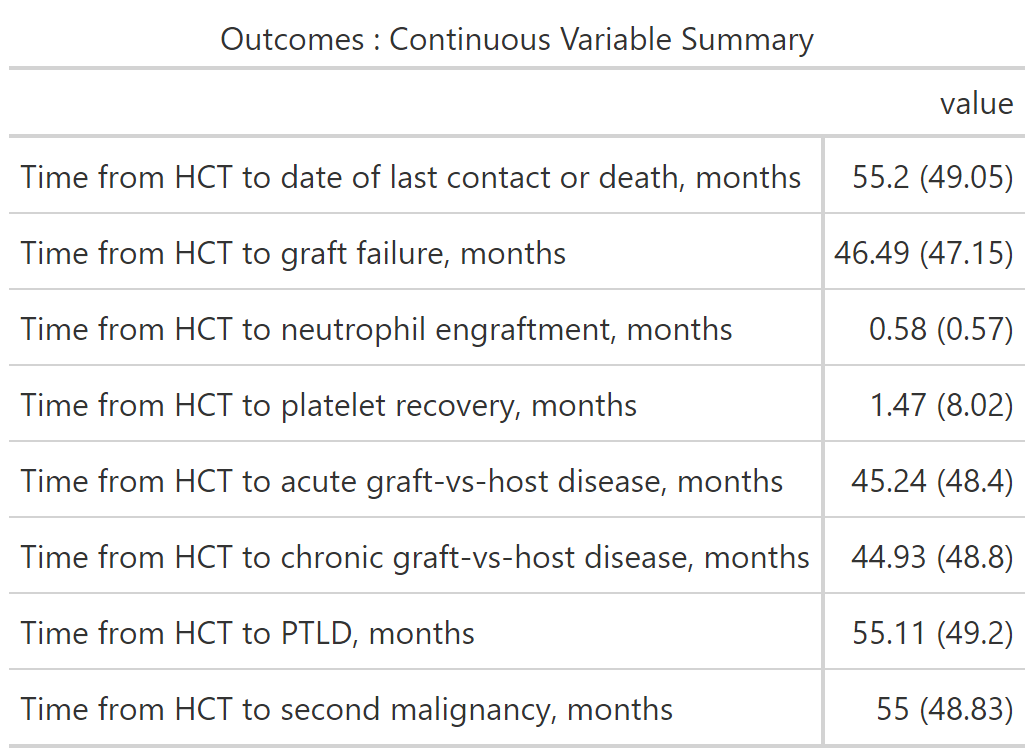 Outcomes : Continuous Variable Summary
value
Time from HCT to date of last contact or death, months 55.2 (49.05)
Time from HCT to graft failure, months 46.49 (47.15)
Time from HCT to neutrophil engraftment, months 0.58 (0.57)
Time from HCT to platelet recovery, months 1.47 (8.02)
Time from HCT to acute graft-vs-host disease, months 45.24 (48.4)
Time from HCT to chronic graft-vs-host disease, months 44.93 (48.8)
Time from HCT to PTLD, months 55.11 (49.2)
Time from HCT to second malignancy, months 55 (48.83)